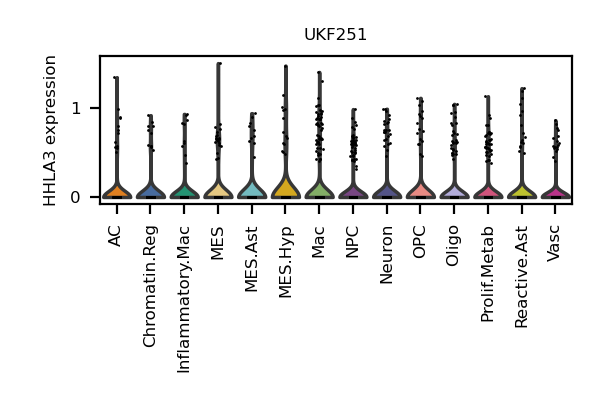 UKF251
HHLA3 expression
1
0
AC
Chromatin.Reg
Inflammatory.Mac
MES
MES.Ast
MES.Hyp
Mac
NPC
Neuron
OPC
Oligo
Prolif.Metab
Reactive.Ast
Vasc